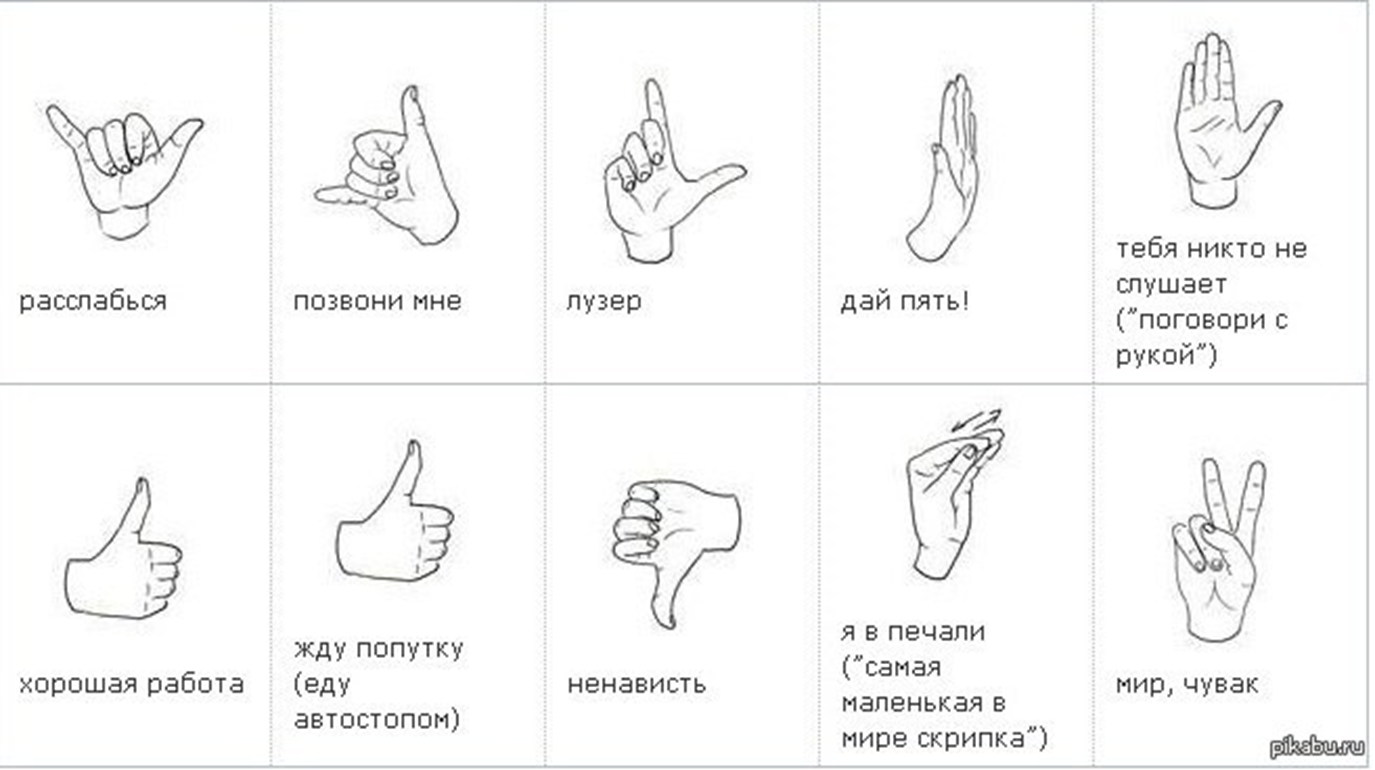 расслабься
позвони мне
лузер
дай пять!
тебя никто не
слушает
("поговори с
рукой")
хорошая работа
жду попутку
(еду
автостопом)
ненависть
я в печали
("самая
маленькая в
мире скрипка")
мир, чувак
pikabu.ru